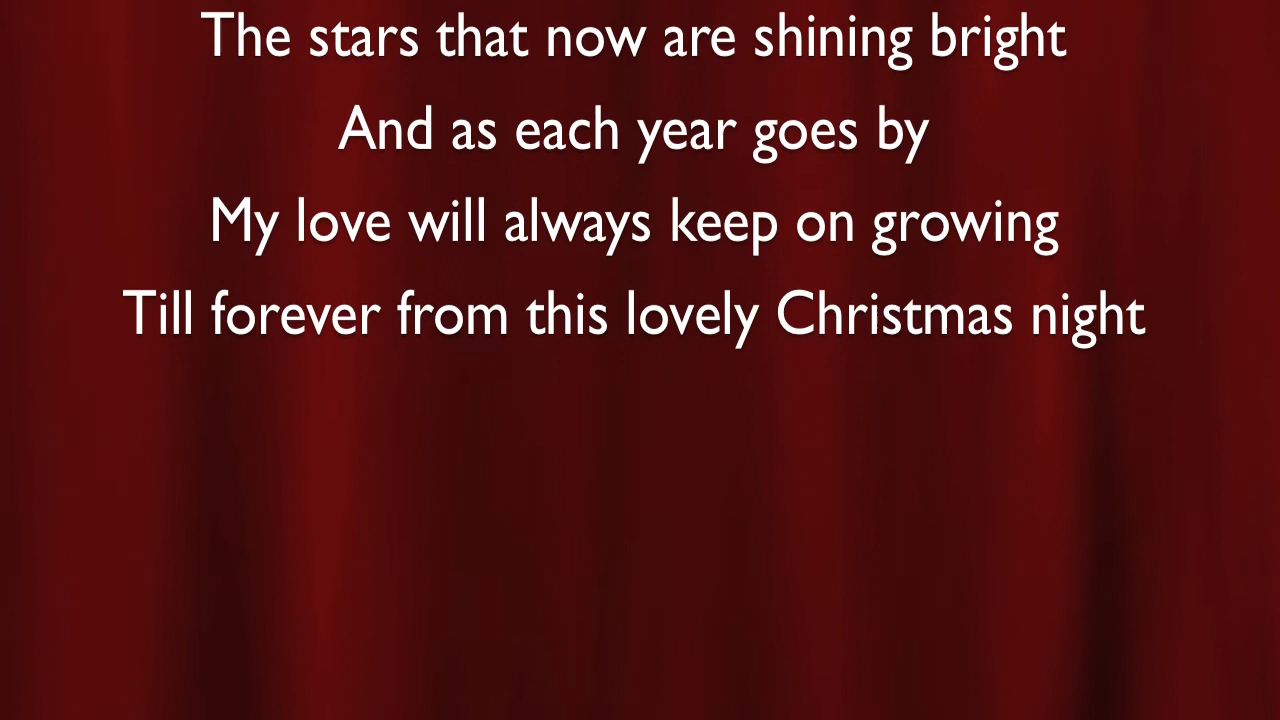 The stars that now are shining bright
And as each year goes by
My love will always keep on growing
Till forever from this lovely Christmas night